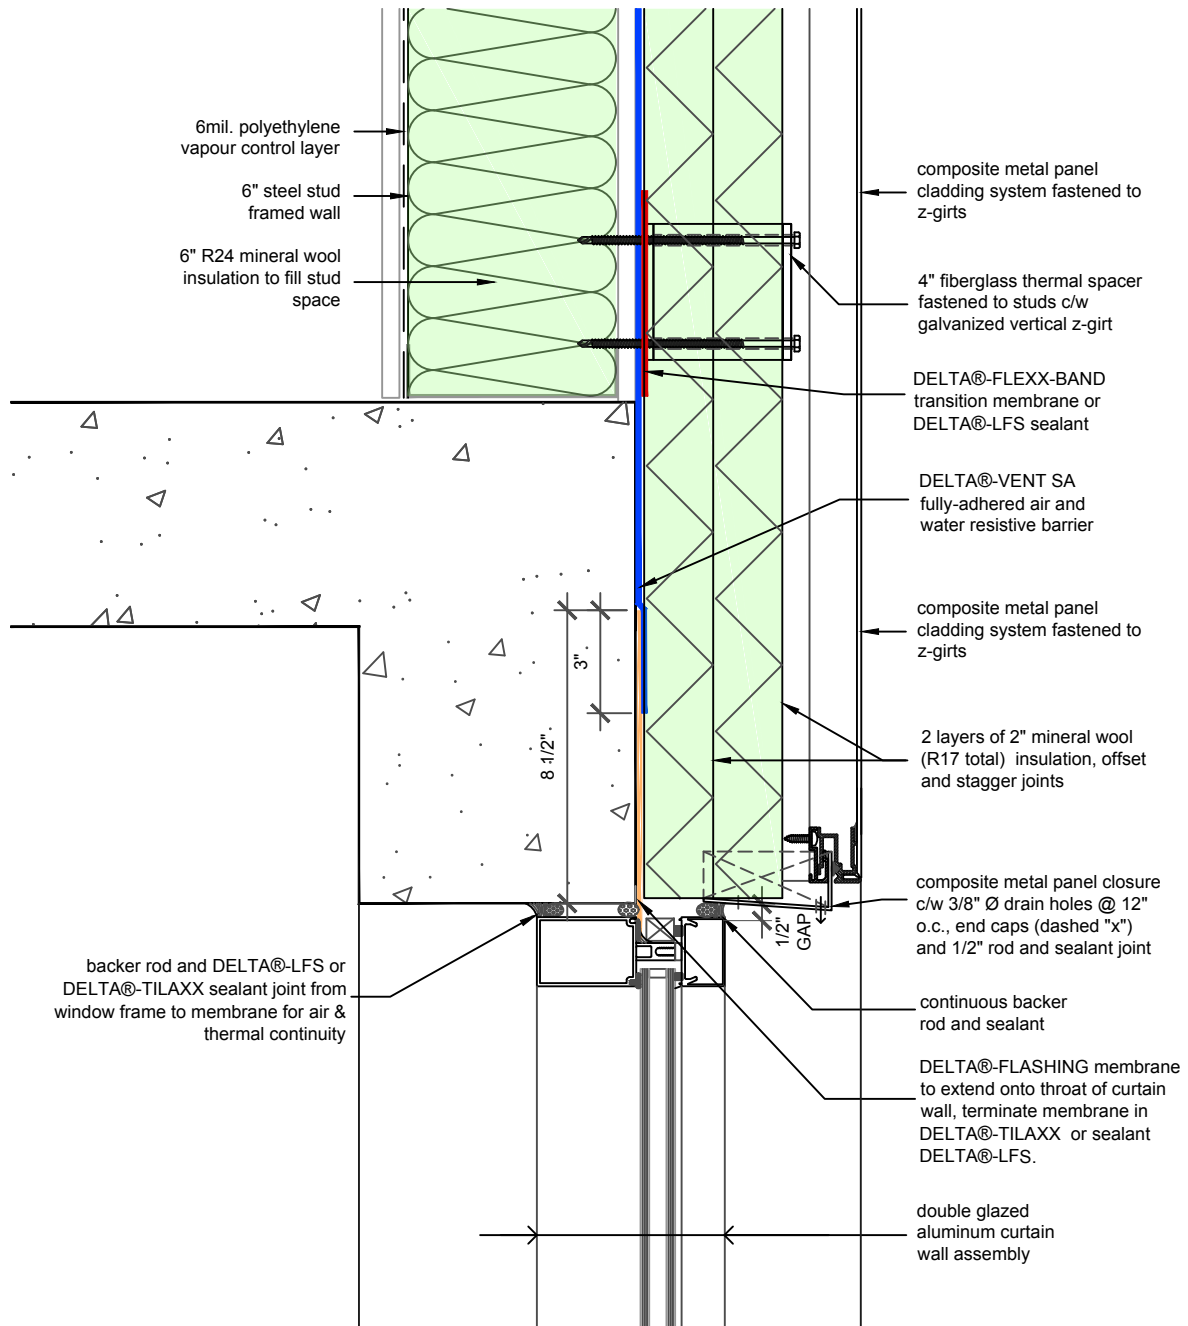 6mil. polyethylene
vapour control layer
6" steel stud
framed wall
6" R24 mineral wool
insulation to fill stud
space
composite metal panel
cladding system fastened to
z-girts
4" fiberglass thermal spacer
fastened to studs c/w
galvanized vertical z-girt
DELTA®-FLEXX-BAND
transition membrane or
DELTA®-LFS sealant
DELTA®-VENT SA
fully-adhered air and
water resistive barrier
composite metal panel
cladding system fastened to
z-girts
3"
8 1/2"
2 layers of 2" mineral wool
(R17 total) insulation, offset
and stagger joints
composite metal panel closure
c/w 3/8" Ø drain holes @ 12"
o.c., end caps (dashed "x")
and 1/2" rod and sealant joint
1/2"
GAP
backer rod and DELTA®-LFS or
DELTA®-TILAXX sealant joint from
window frame to membrane for air &
thermal continuity
continuous backer
rod and sealant
DELTA®-FLASHING membrane
to extend onto throat of curtain
wall, terminate membrane in
DELTA®-TILAXX or sealant
DELTA®-LFS.
double glazed
aluminum curtain
wall assembly